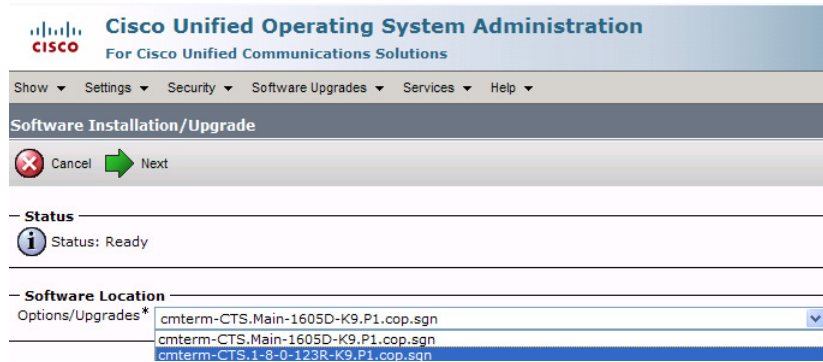 Cisco Unified Operating System Administration
CISCO
For Cisco Unified Communications Solutions
Show Settings Security Software Upgrades Services Help
Software Installation/Upgrade
Cancel Next
Status
Status: Ready
Software Location
Options/Upgrades* cmterm-CTS.Main-1605D-K9.P1.cop.sgn
cmterm-CTS.Main-1605D-K9.P1.cop.sgn
cmterm-CTS.1-8-0-123R-K9.P1.cop.sgn